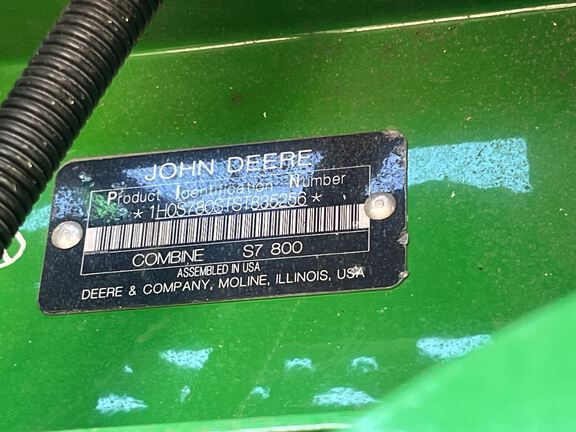 JOHN DEERE
Product Identification Number
COMBINE S7 800
ASSEMBLED IN USA
DEERE & COMPANY, MOLINE, ILLINOIS, USA